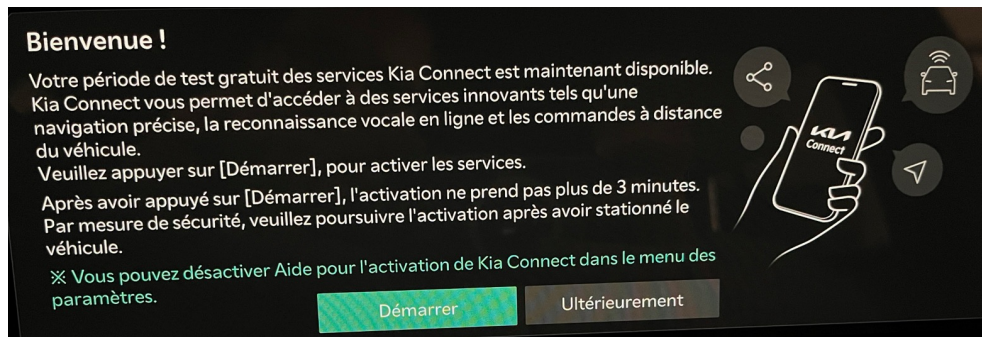 Bienvenue !
Votre période de test gratuit des services Kia Connect est maintenant disponible.
Kia Connect vous permet d'accéder à des services innovants tels qu'une
navigation précise, la reconnaissance vocale en ligne et les commandes à distance
du véhicule.
Veuillez appuyer sur [Démarrer], pour activer les services.
Après avoir appuyé sur [Démarrer], l'activation ne prend pas plus de 3 minutes.
Par mesure de sécurité, veuillez poursuivre l'activation après avoir stationné le
véhicule.
※ Vous pouvez désactiver Aide pour l'activation de Kia Connect dans le menu des
paramètres.
Démarrer
Ultérieurement
KIA
Connect